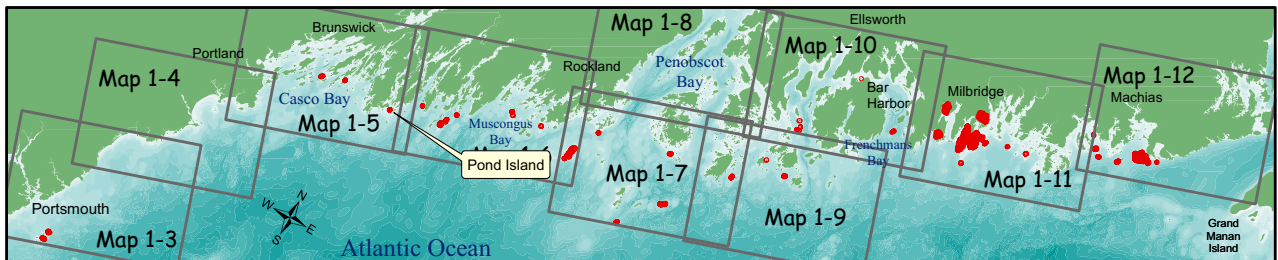 Map 1-8
Ellsworth
Brunswick
Map 1-10
Portland
Penobscot
Bay
Rockland
Map 1-4
Map 1-12
Bar
Harbor
Milbridge
Machias
Casco Bay
Map 1-5
Muscongus
Bay
Frenchmans
Bay
Pond Island
Map 1-7
Map 1-11
N
W
E
S
Portsmouth
Map 1-9
Map 1-3
Atlantic Ocean
Grand
Manan
Island